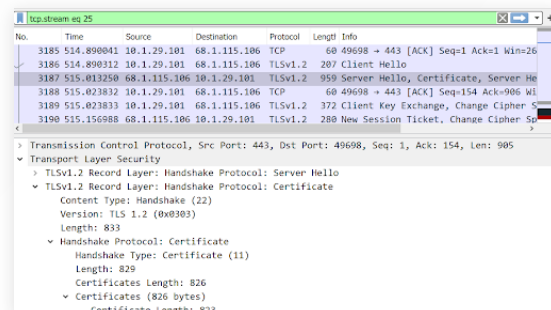 tcp.stream eq 25
No. Time Source Destination Protocol Lengtl Info
3185 514.890041 10.1.29.101 68.1.115.106 TCP 60 49698 → 443 [ACK] Seq=1 Ack=1 Win=26
3186 514.890312 10.1.29.101 68.1.115.106 TLSv1.2 207 Client Hello
3187 515.013250 68.1.115.106 10.1.29.101 TLSv1.2 959 Server Hello, Certificate, Server He
3188 515.023832 10.1.29.101 68.1.115.106 TCP 60 49698 → 443 [ACK] Seq=154 Ack=906 Wi
3189 515.023833 10.1.29.101 68.1.115.106 TLSv1.2 372 Client Key Exchange, Change Cipher S
3190 515.156988 68.1.115.106 10.1.29.101 TLSv1.2 280 New Session Ticket, Change Cipher Sp
Transmission Control Protocol, Src Port: 443, Dst Port: 49698, Seq: 1, Ack: 154, Len: 905
Transport Layer Security
TLSv1.2 Record Layer: Handshake Protocol: Server Hello
TLSv1.2 Record Layer: Handshake Protocol: Certificate
Content Type: Handshake (22)
Version: TLS 1.2 (0x0303)
Length: 833
Handshake Protocol: Certificate
Handshake Type: Certificate (11)
Length: 829
Certificates Length: 826
Certificates (826 bytes)
Certificate Length: 823